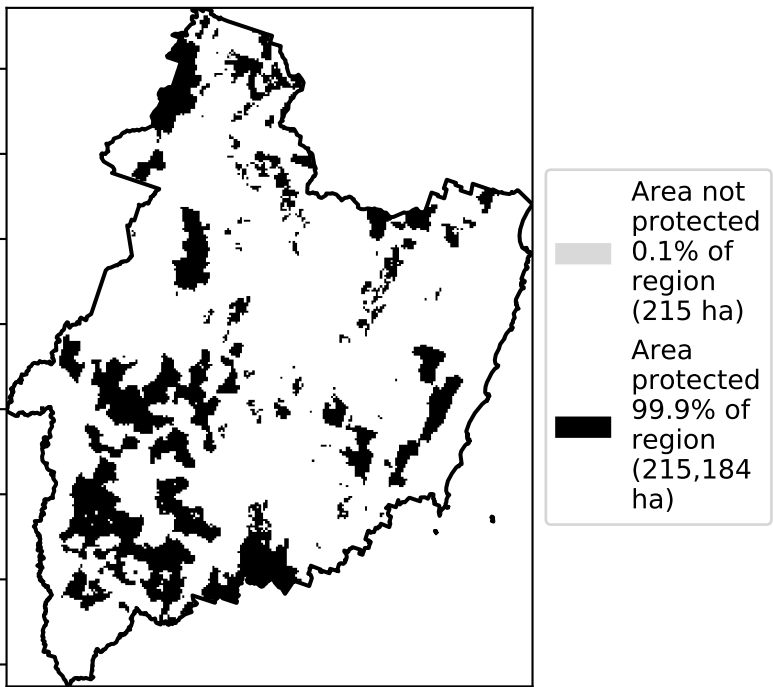 Area not
protected
0.1% of
region
(215 ha)
Area
protected
99.9% of
region
(215,184
ha)